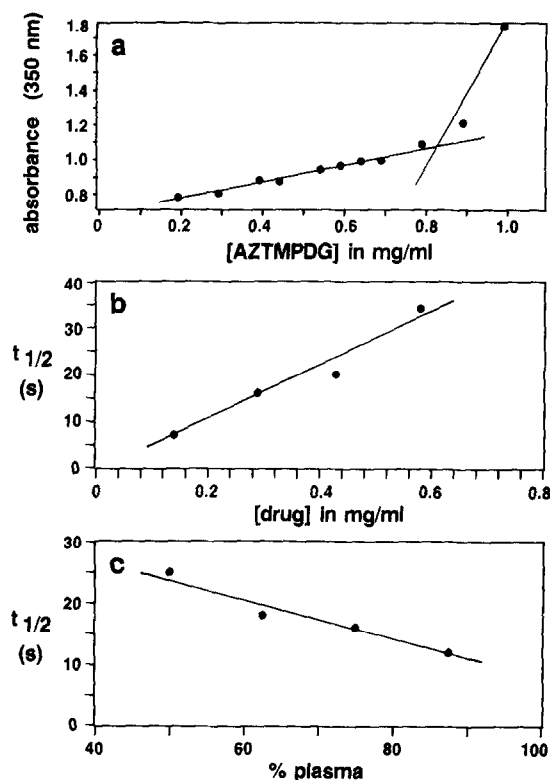 a
absorbance (350 nm)
1.8
1.6
1.4
1.2
1.0
0.8
0 0.2 0.4 0.6 0.8 1.0
[AZTMPDG] in mg/ml
b
t 1/2
(s)
40
30
20
10
0
0 0.2 0.4 0.6 0.8
[drug] in mg/ml
c
t 1/2
(s)
30
20
10
0
40 60 80 100
% plasma